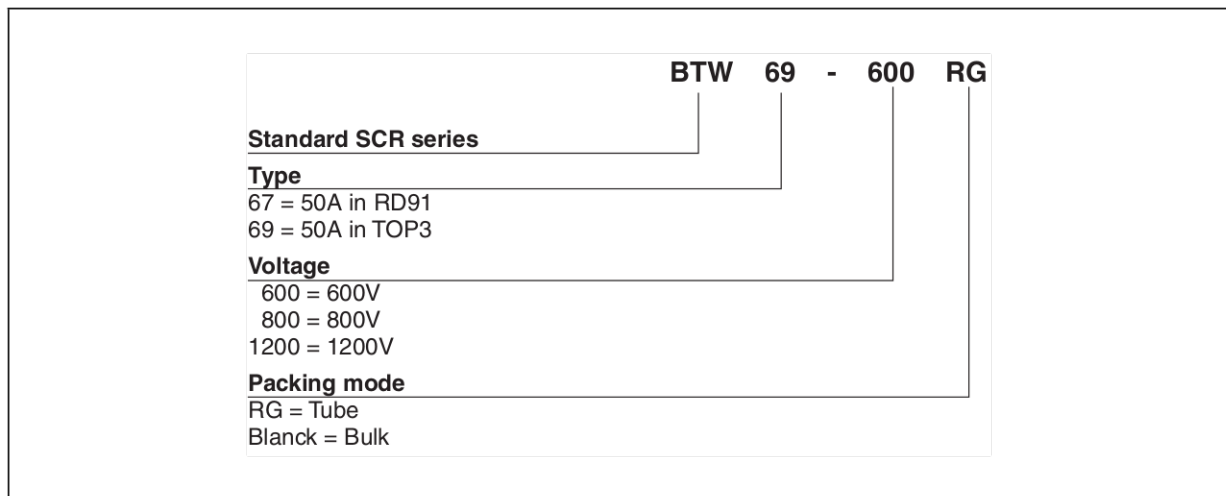 BTW 69 - 600 RG
Standard SCR series
Type
67 = 50A in RD91
69 = 50A in TOP3
Voltage
600 = 600V
800 = 800V
1200 = 1200V
Packing mode
RG = Tube
Blanck = Bulk